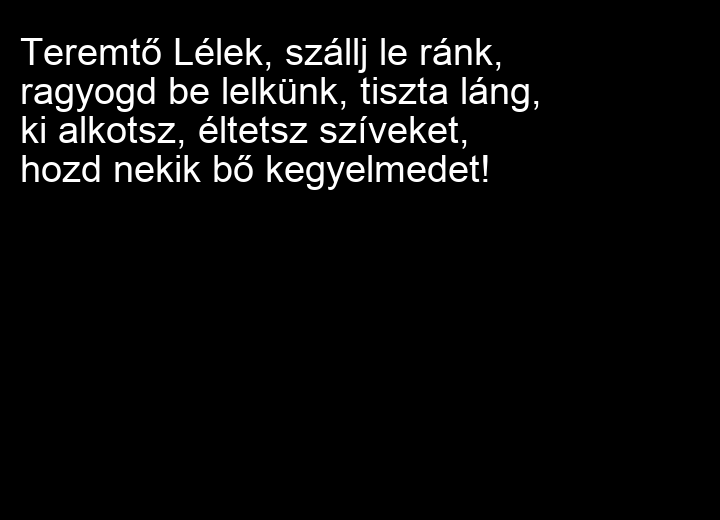 Teremtő Lélek, szállj le ránk,
ragyogd be lelkünk, tiszta láng,
ki alkotsz, éltetsz szíveket,
hozd nekik bő kegyelmedet!